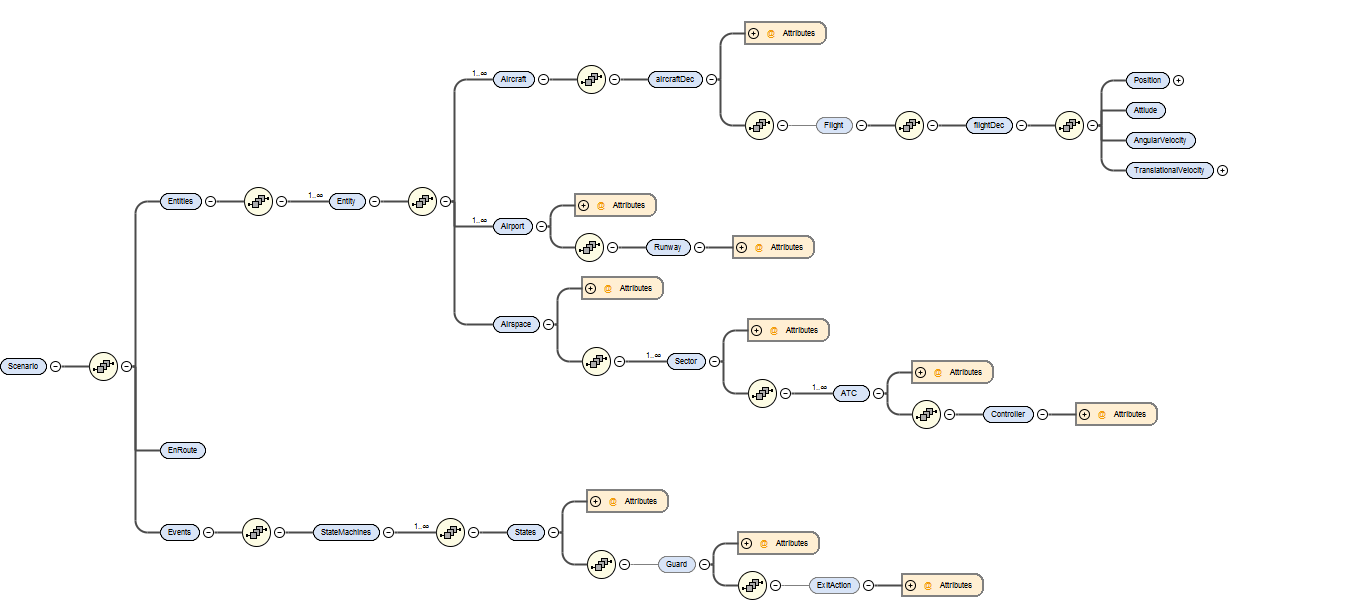 @ Attributes
1..∞ Aircraft
aircraftDec
Position
Attiude
Flight
flightDec
AngularVelocity
TranslationalVelocity
Entities
1..∞ Entity
@ Attributes
1..∞ Airport
Runway
@ Attributes
@ Attributes
Airspace
@ Attributes
1..∞ Sector
Scenario
@ Attributes
1..∞ ATC
Controller
@ Attributes
EnRoute
@ Attributes
Events
StateMachines
1..∞
States
@ Attributes
Guard
ExitAction
@ Attributes